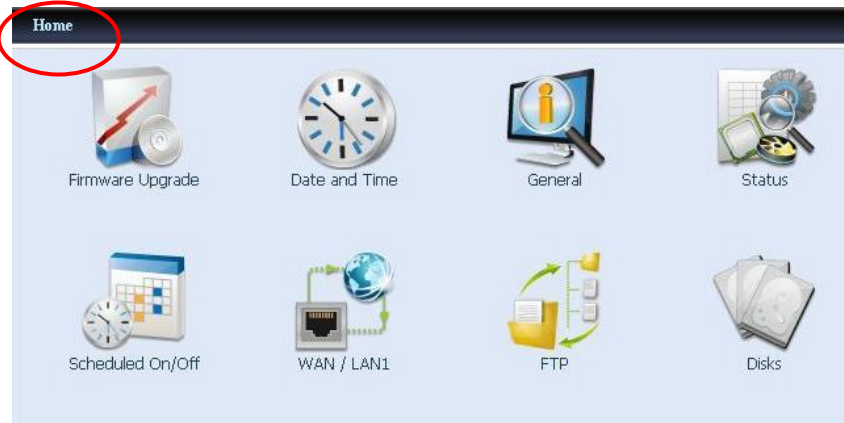 Home
Firmware Upgrade
Date and Time
General
Status
Scheduled On/Off
WAN / LAN1
FTP
Disks